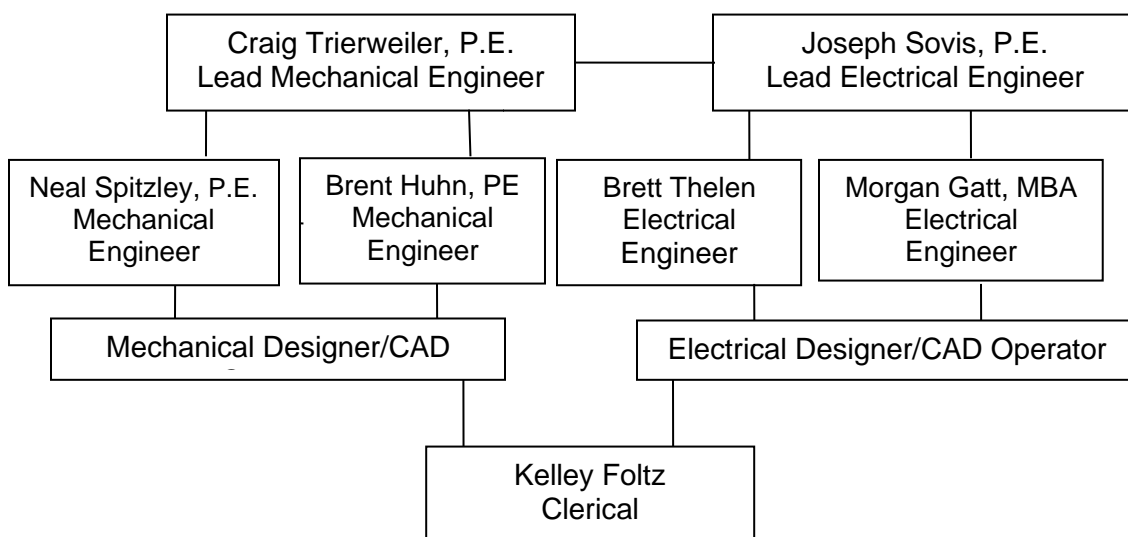 Craig Trierweiler, P.E.
Lead Mechanical Engineer
Joseph Sovis, P.E.
Lead Electrical Engineer
Neal Spitzley, P.E.
Mechanical
Engineer
Brent Huhn, PE
Mechanical
Engineer
Brett Thelen
Electrical
Engineer
Morgan Gatt, MBA
Electrical
Engineer
Mechanical Designer/CAD
Electrical Designer/CAD Operator
Kelley Foltz
Clerical